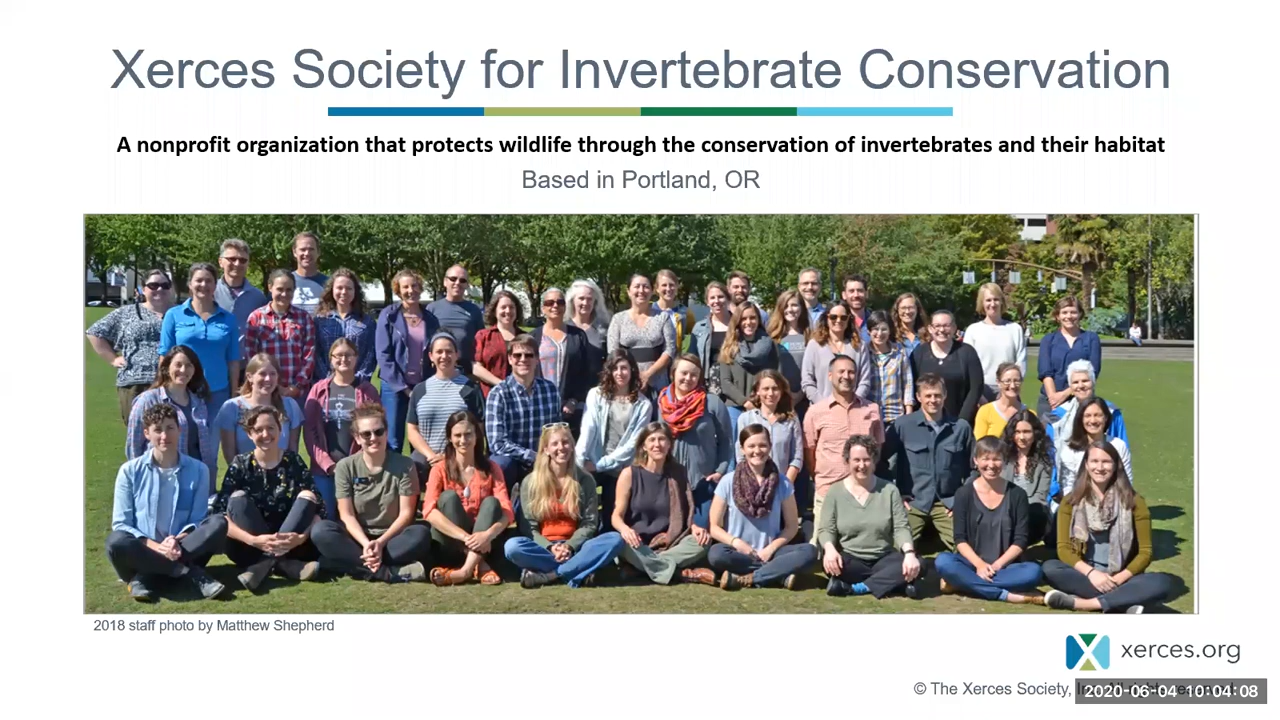 Xerces Society for Invertebrate Conservation
A nonprofit organization that protects wildlife through the conservation of invertebrates and their habitat
Based in Portland, OR
2018 staff photo by Matthew Shepherd
xerces.org
© The Xerces Society,
2020-06-04 10:04:08